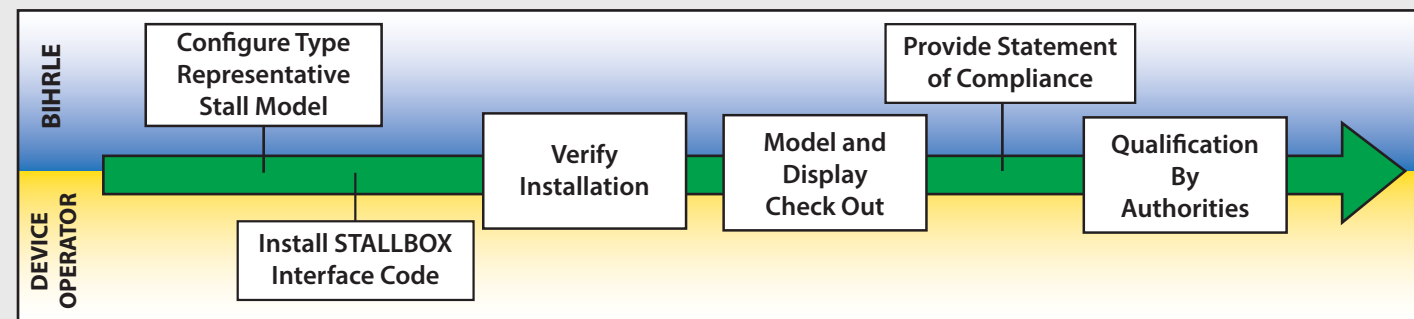 BIHRLE
DEVICE
OPERATOR
Configure Type
Representative
Stall Model
Install STALLBOX
Interface Code
Verify
Installation
Model and
Display
Check Out
Provide Statement
of Compliance
Qualification
By
Authorities